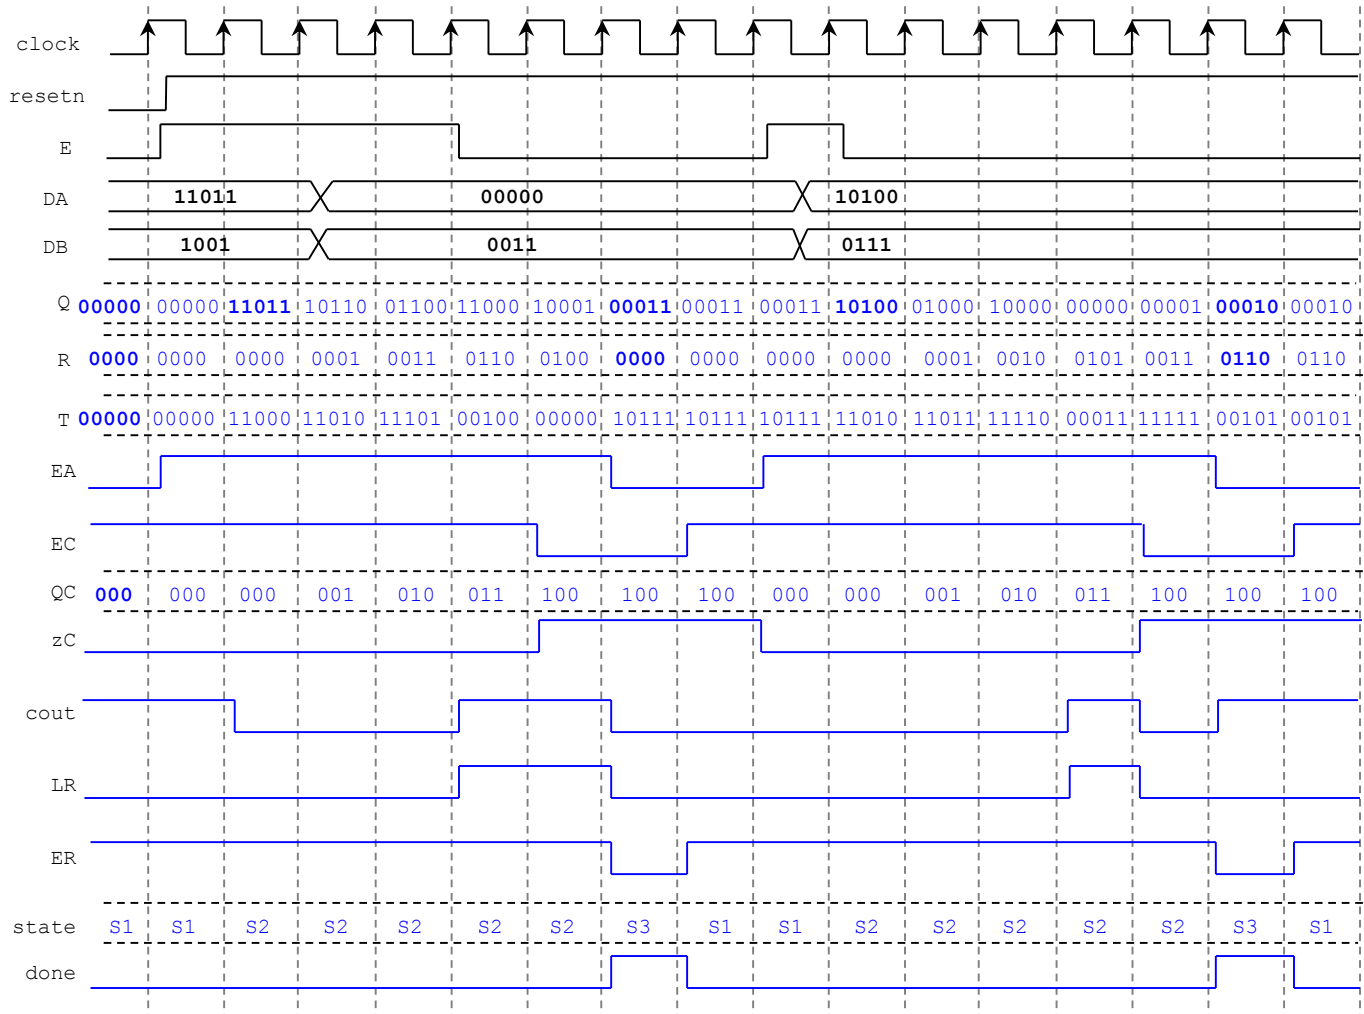 clock
resetn
E
DA 11011 00000 10100
DB 1001 0011 0111
Q 00000 00000 11011 10110 01100 11000 10001 00011 00011 00011 10100 01000 10000 00000 00001 00010 00010
R 0000 0000 0000 0001 0011 0110 0100 0000 0000 0000 0000 0001 0010 0101 0011 0110 0110
T 00000 00000 11000 11010 11101 00100 00000 10111 10111 10111 11010 11011 11110 00011 11111 00101 00101
EA
EC
QC 000 000 000 001 010 011 100 100 100 000 000 001 010 011 100 100 100
zC
cout
LR
ER
state S1 S1 S2 S2 S2 S2 S2 S3 S1 S1 S2 S2 S2 S2 S2 S3 S1
done